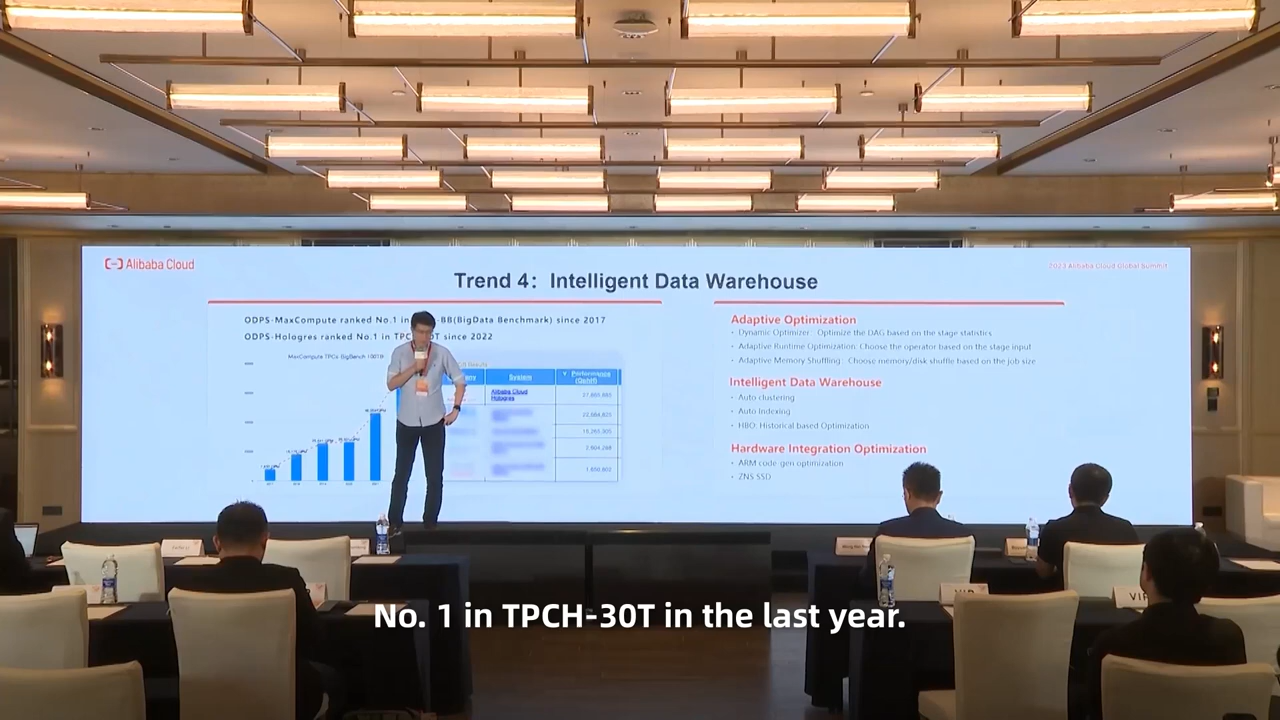 Alibaba Cloud
2023 Alibaba Cloud Global Summit
Trend 4: Intelligent Data Warehouse
ODPS-MaxCompute ranked No.1 in -BB(BigData Benchmark) since 2017
ODPS-Hologres ranked No.1 in TPC since 2022
MaxCompute TPCx-BigBench 100TB
Results
System
Performance
(QphH)
Alibaba Cloud
Hologres
Adaptive Optimization
- Dynamic Optimizer: Optimize the DAG based on the stage statistics
- Adaptive Runtime Optimization: Choose the operator based on the stage input
- Adaptive Memory Shuffling: Choose memory/disk shuffle based on the job size
Intelligent Data Warehouse
- Auto clustering
- Auto Indexing
- HBO: Historical based Optimization
Hardware Integration Optimization
- ARM code-gen optimization
- ZNS SSD
VIP
VIP
No. 1 in TPCH-30T in the last year.